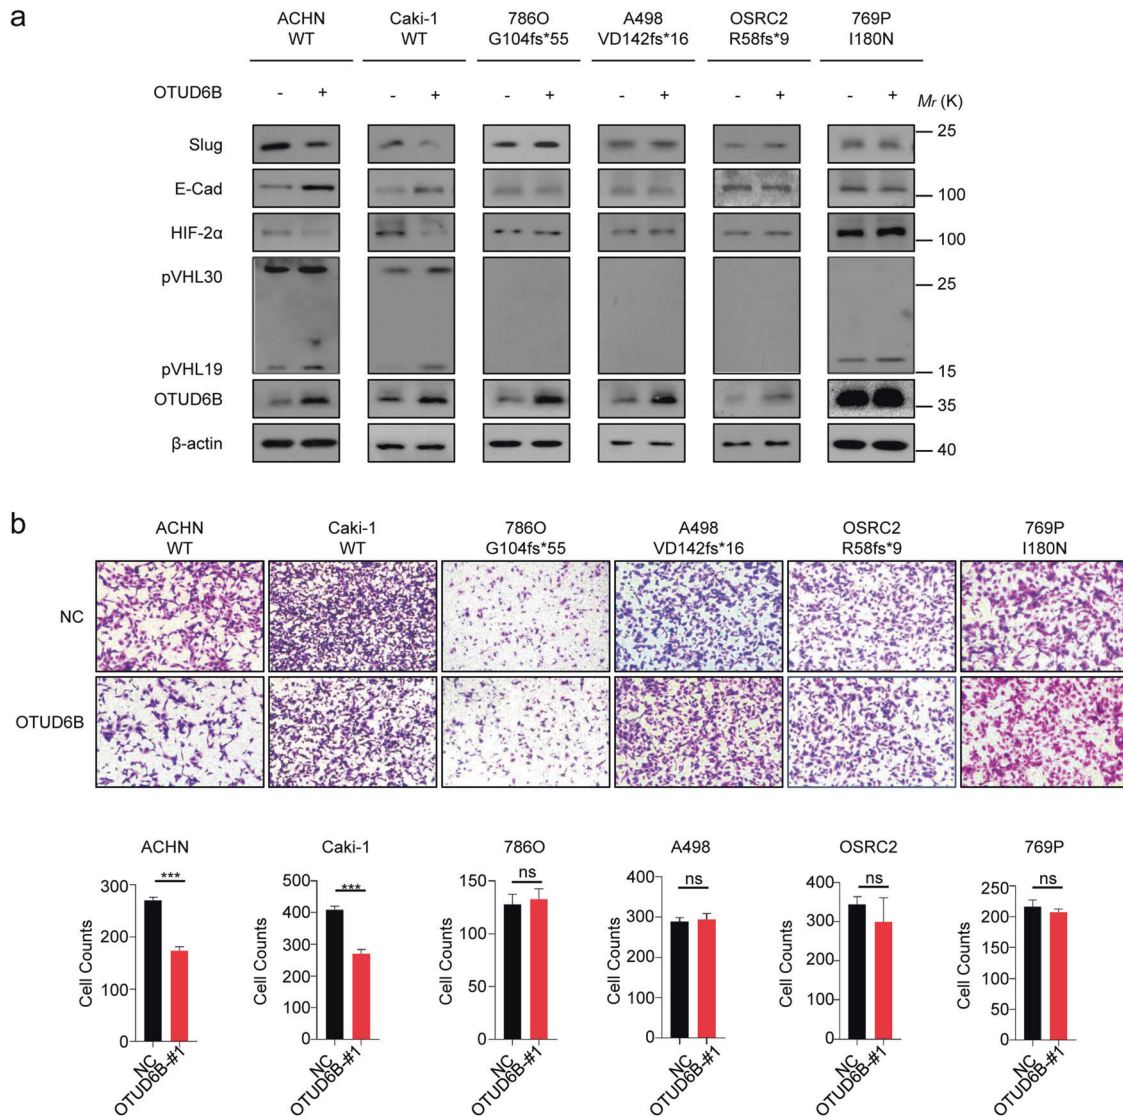 a
ACHN Caki-1 786O A498 OSRC2 769P
WT WT G104fs*55 VD142fs*16 R58fs*9 I180N
OTUD6B - + - + - + - + - + - + Mr (K)
Slug 25
E-Cad 100
HIF-2α 100
pVHL30 25
pVHL19 15
OTUD6B 35
β-actin 40
b
ACHN Caki-1 786O A498 OSRC2 769P
WT WT G104fs*55 VD142fs*16 R58fs*9 I180N
NC
OTUD6B
ACHN
Cell Counts
300
200
100
0
***
NC
OTUD6B-#1
Caki-1
Cell Counts
500
400
300
200
100
0
***
NC
OTUD6B-#1
786O
Cell Counts
150
100
50
0
ns
NC
OTUD6B-#1
A498
Cell Counts
400
300
200
100
0
ns
NC
OTUD6B-#1
OSRC2
Cell Counts
400
300
200
100
0
ns
NC
OTUD6B-#1
769P
Cell Counts
250
200
150
100
50
0
ns
NC
OTUD6B-#1